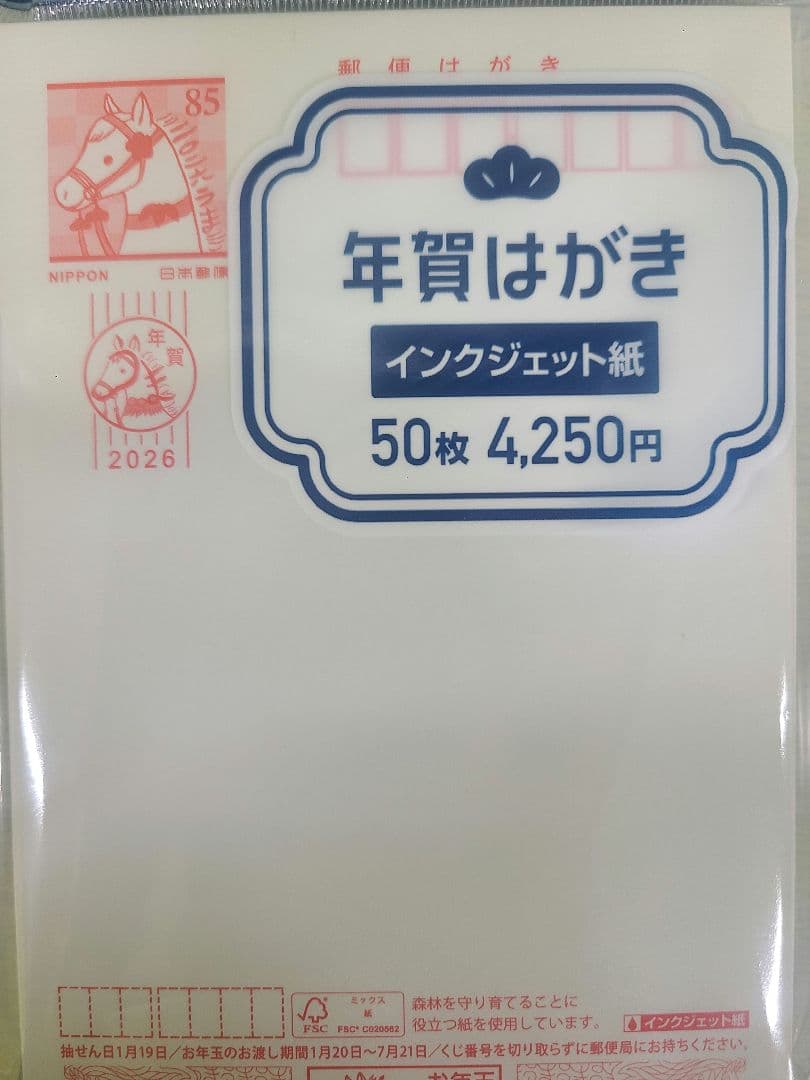 郵便はがき
85
NIPPON 日本郵便
年賀
2026
年賀はがき
インクジェット紙
50枚 4,250円
FSC
ミックス
紙
FSC® C020562
森林を守り育てることに
役立つ紙を使用しています。
インクジェット紙
抽せん日1月19日/お年玉のお渡し期間1月20日~7月21日/くじ番号を切り取らずに郵便局にお持ちください。
お年玉